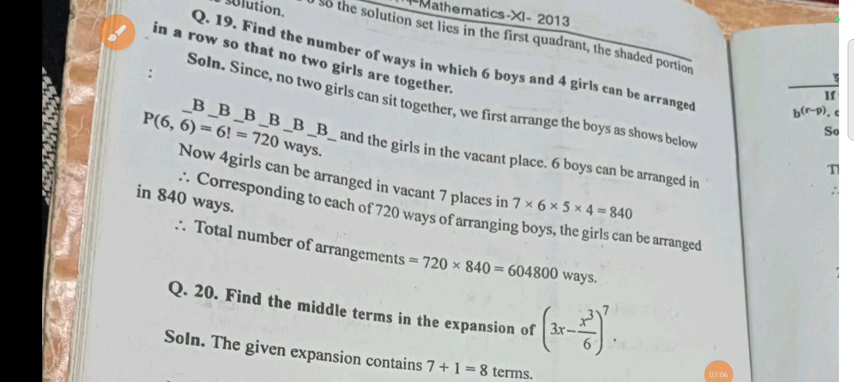 solution.
Mathematics-XI- 2013
so the solution set lies in the first quadrant, the shaded portion
Q. 19. Find the number of ways in which 6 boys and 4 girls can be arranged
in a row so that no two girls are together.
Soln. Since, no two girls can sit together, we first arrange the boys as shows below
:
_B _B _B _B _B _B _ and the girls in the vacant place. 6 boys can be arranged in
P(6, 6) = 6! = 720 ways.
Now 4girls can be arranged in vacant 7 places in 7 × 6 × 5 × 4 = 840
∴ Corresponding to each of 720 ways of arranging boys, the girls can be arranged
in 840 ways.
∴ Total number of arrangements = 720 × 840 = 604800 ways.
Q. 20. Find the middle terms in the expansion of (3x − x³/6)⁷.
Soln. The given expansion contains 7 + 1 = 8 terms.
If
b(r−p),
So
07:06